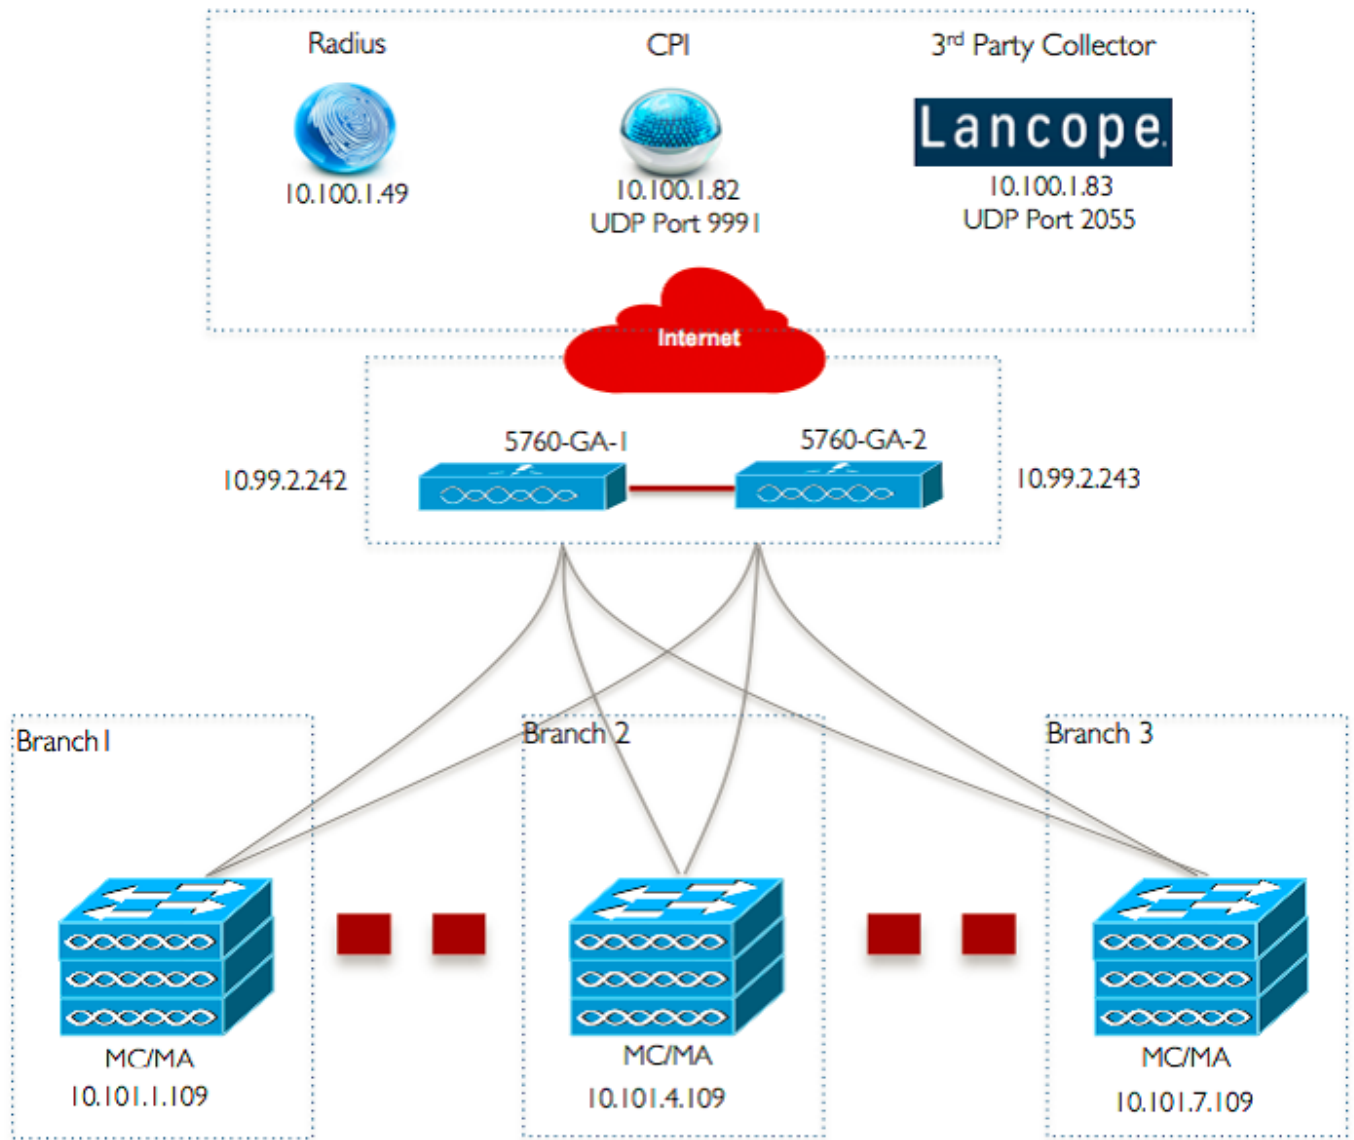 Radius
CPI
3rd Party Collector
Lancope.
10.100.1.49
10.100.1.82
UDP Port 9991
10.100.1.83
UDP Port 2055
Internet
5760-GA-1
5760-GA-2
10.99.2.242
10.99.2.243
Branch1
Branch 2
Branch 3
MC/MA
10.101.1.109
MC/MA
10.101.4.109
MC/MA
10.101.7.109